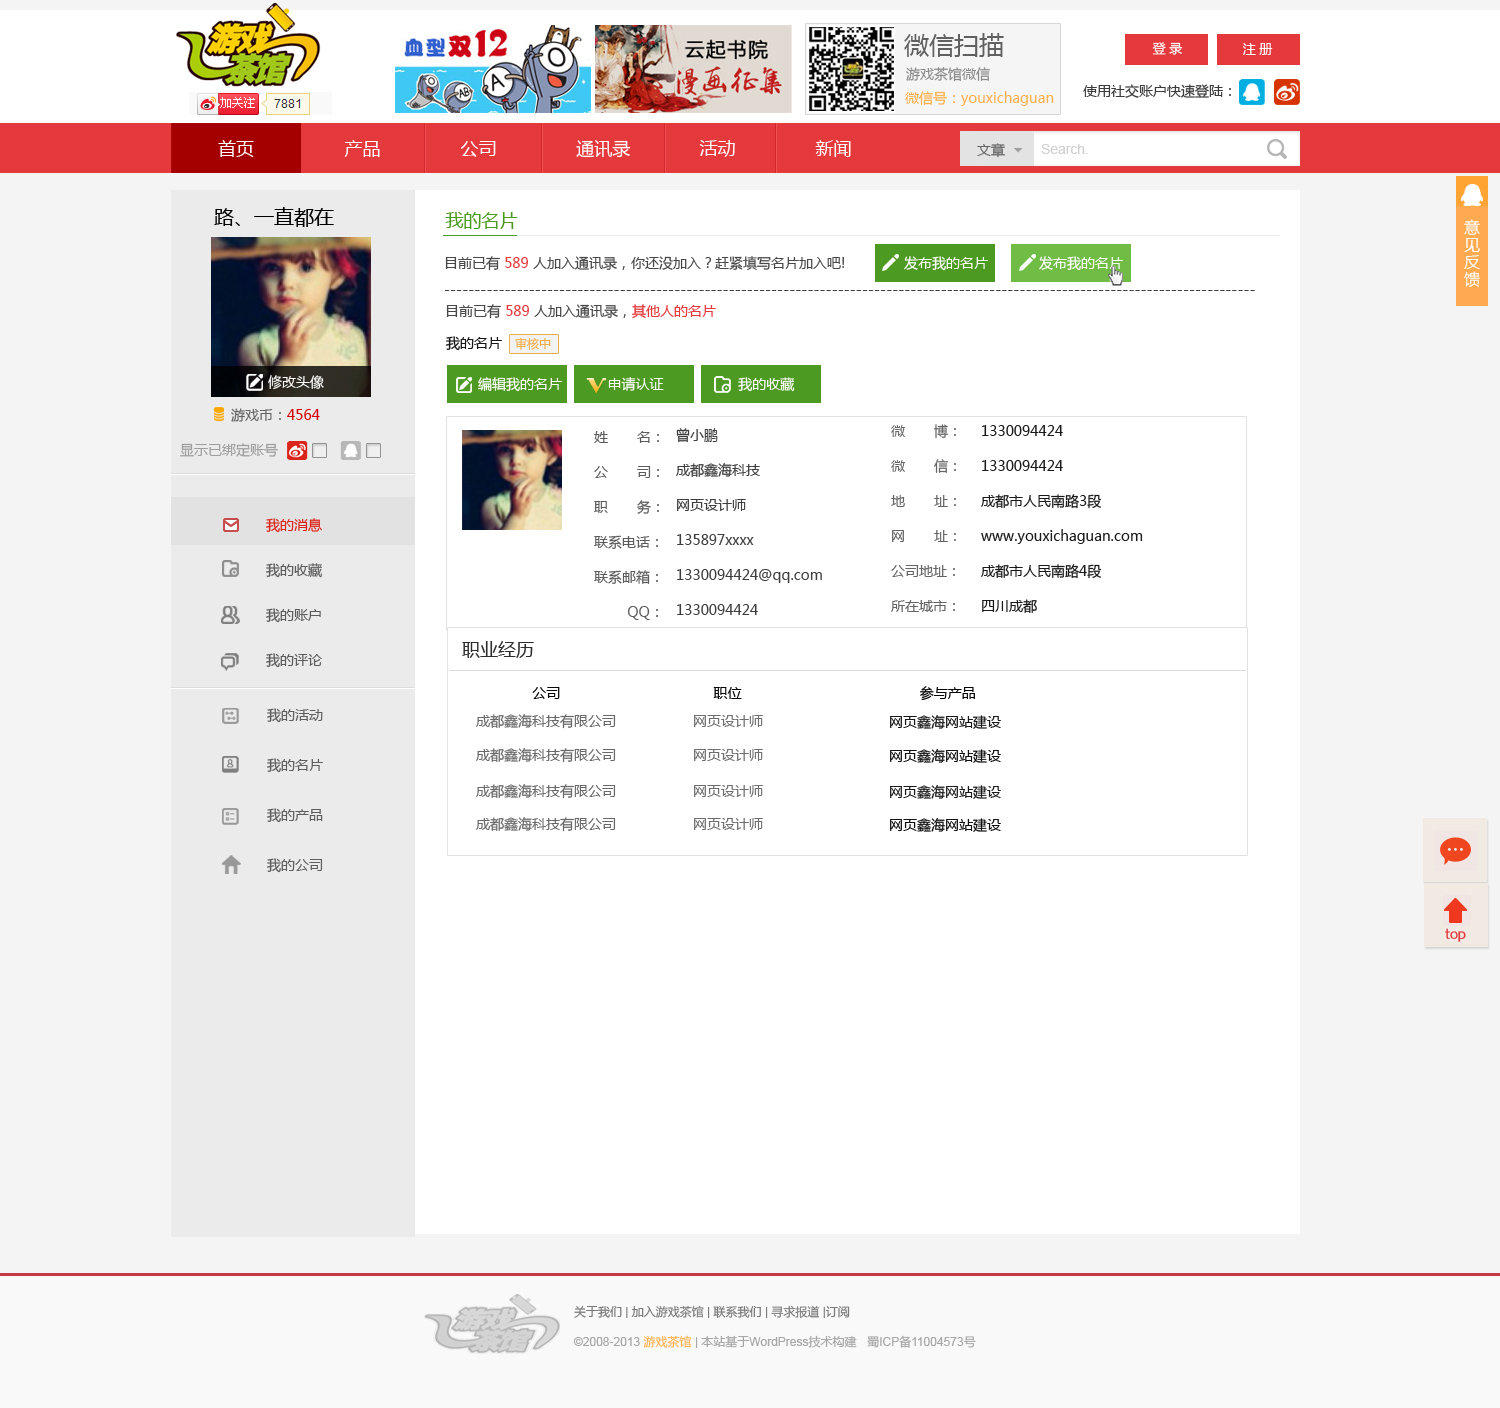 游戏茶馆
加关注 7881
血型双12
A
AB
云起书院
漫画征集
微信扫描
游戏茶馆微信
微信号：youxichaguan
登录 注册
使用社交账户快速登陆：
首页 产品 公司 通讯录 活动 新闻 文章 Search.
意见反馈
路、一直都在
修改头像
游戏币：4564
显示已绑定账号
我的消息
我的收藏
我的账户
我的评论
我的活动
我的名片
我的产品
我的公司
我的名片
目前已有 589 人加入通讯录，你还没加入？赶紧填写名片加入吧! 发布我的名片 发布我的名片
目前已有 589 人加入通讯录，其他人的名片
我的名片 审核中
编辑我的名片 申请认证 我的收藏
姓 名： 曾小鹏 微 博： 1330094424
公 司： 成都鑫海科技 微 信： 1330094424
职 务： 网页设计师 地 址： 成都市人民南路3段
联系电话： 135897xxxx 网 址： www.youxichaguan.com
联系邮箱： 1330094424@qq.com 公司地址： 成都市人民南路4段
QQ： 1330094424 所在城市： 四川成都
职业经历
公司 职位 参与产品
成都鑫海科技有限公司 网页设计师 网页鑫海网站建设
成都鑫海科技有限公司 网页设计师 网页鑫海网站建设
成都鑫海科技有限公司 网页设计师 网页鑫海网站建设
成都鑫海科技有限公司 网页设计师 网页鑫海网站建设
top
游戏茶馆
关于我们 | 加入游戏茶馆 | 联系我们 | 寻求报道 |订阅
©2008-2013 游戏茶馆 | 本站基于WordPress技术构建 蜀ICP备11004573号